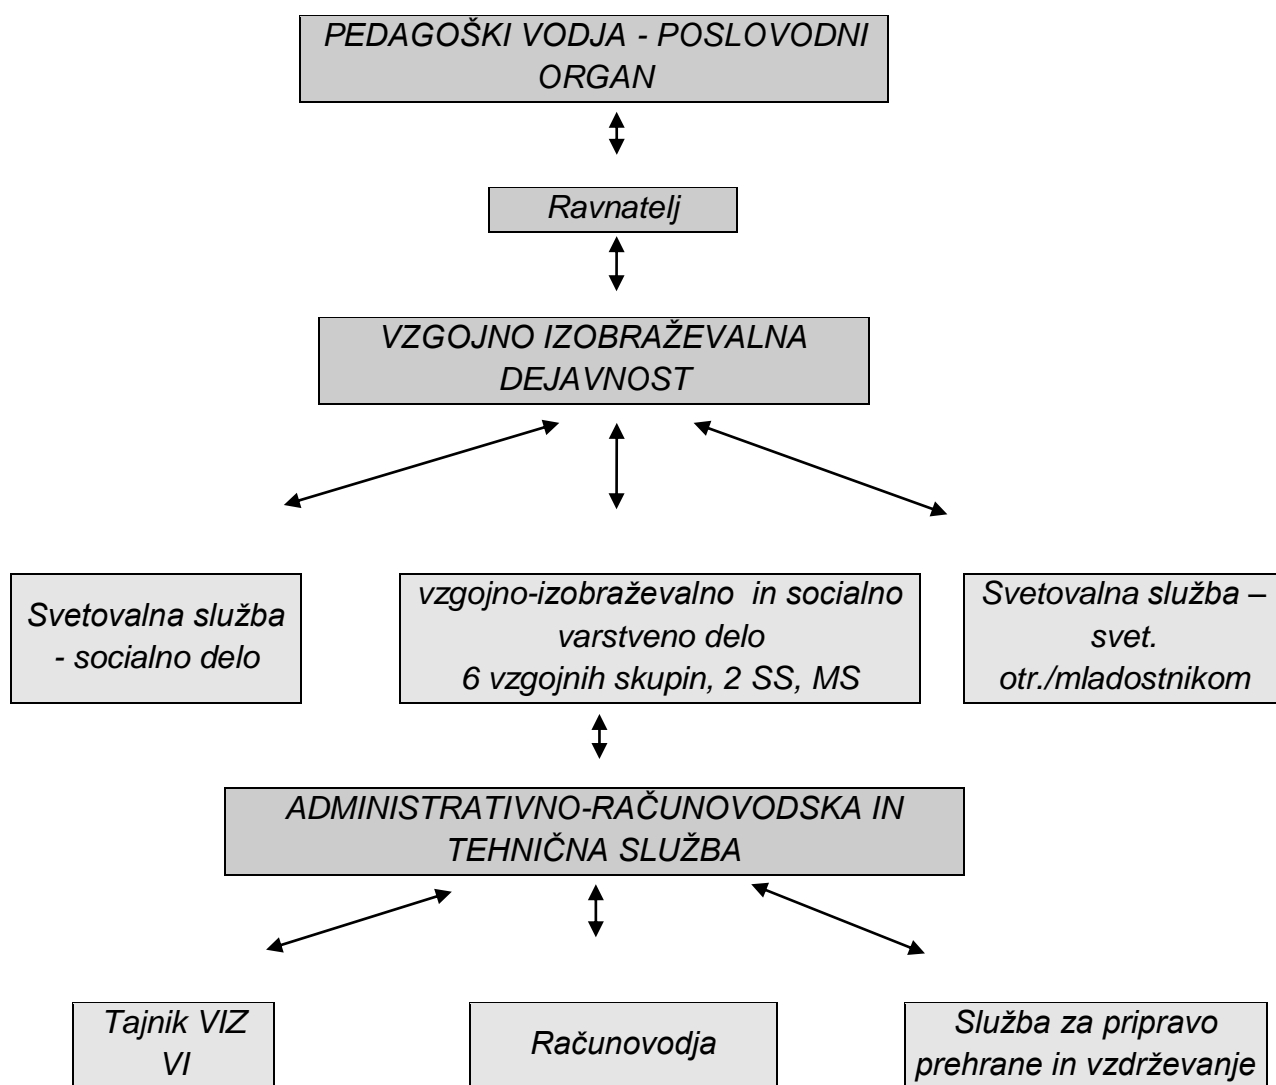 PEDAGOŠKI VODJA - POSLOVODNI
ORGAN
Ravnatelj
VZGOJNO IZOBRAŽEVALNA
DEJAVNOST
Svetovalna služba
- socialno delo
vzgojno-izobraževalno in socialno
varstveno delo
6 vzgojnih skupin, 2 SS, MS
Svetovalna služba –
svet.
otr./mladostnikom
ADMINISTRATIVNO-RAČUNOVODSKA IN
TEHNIČNA SLUŽBA
Tajnik VIZ
VI
Računovodja
Služba za pripravo
prehrane in vzdrževanje